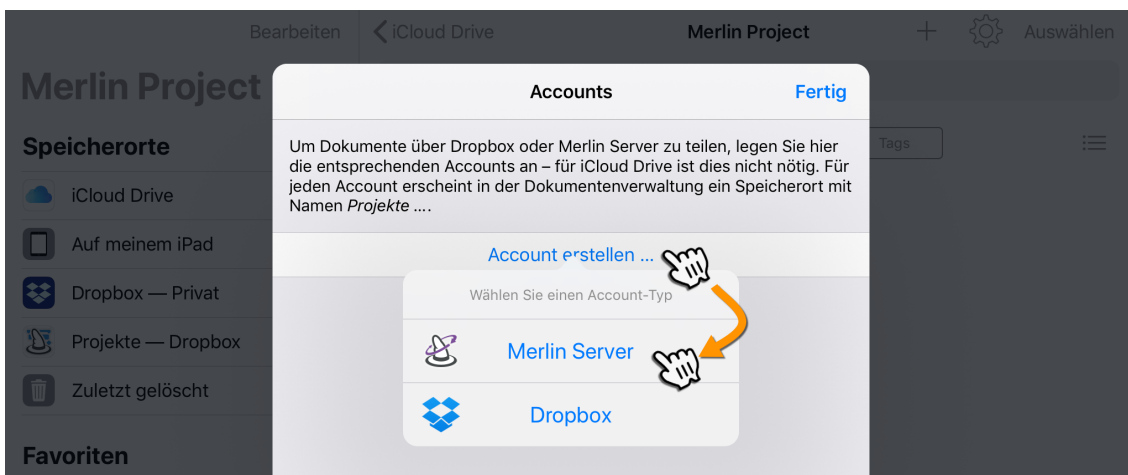 Bearbeiten
iCloud Drive
Merlin Project
Auswählen
Merlin Project
Speicherorte
iCloud Drive
Auf meinem iPad
Dropbox — Privat
Projekte — Dropbox
Zuletzt gelöscht
Favoriten
Tags
Accounts
Fertig
Um Dokumente über Dropbox oder Merlin Server zu teilen, legen Sie hier
die entsprechenden Accounts an – für iCloud Drive ist dies nicht nötig. Für
jeden Account erscheint in der Dokumentenverwaltung ein Speicherort mit
Namen Projekte ….
Account erstellen ...
Wählen Sie einen Account-Typ
Merlin Server
Dropbox